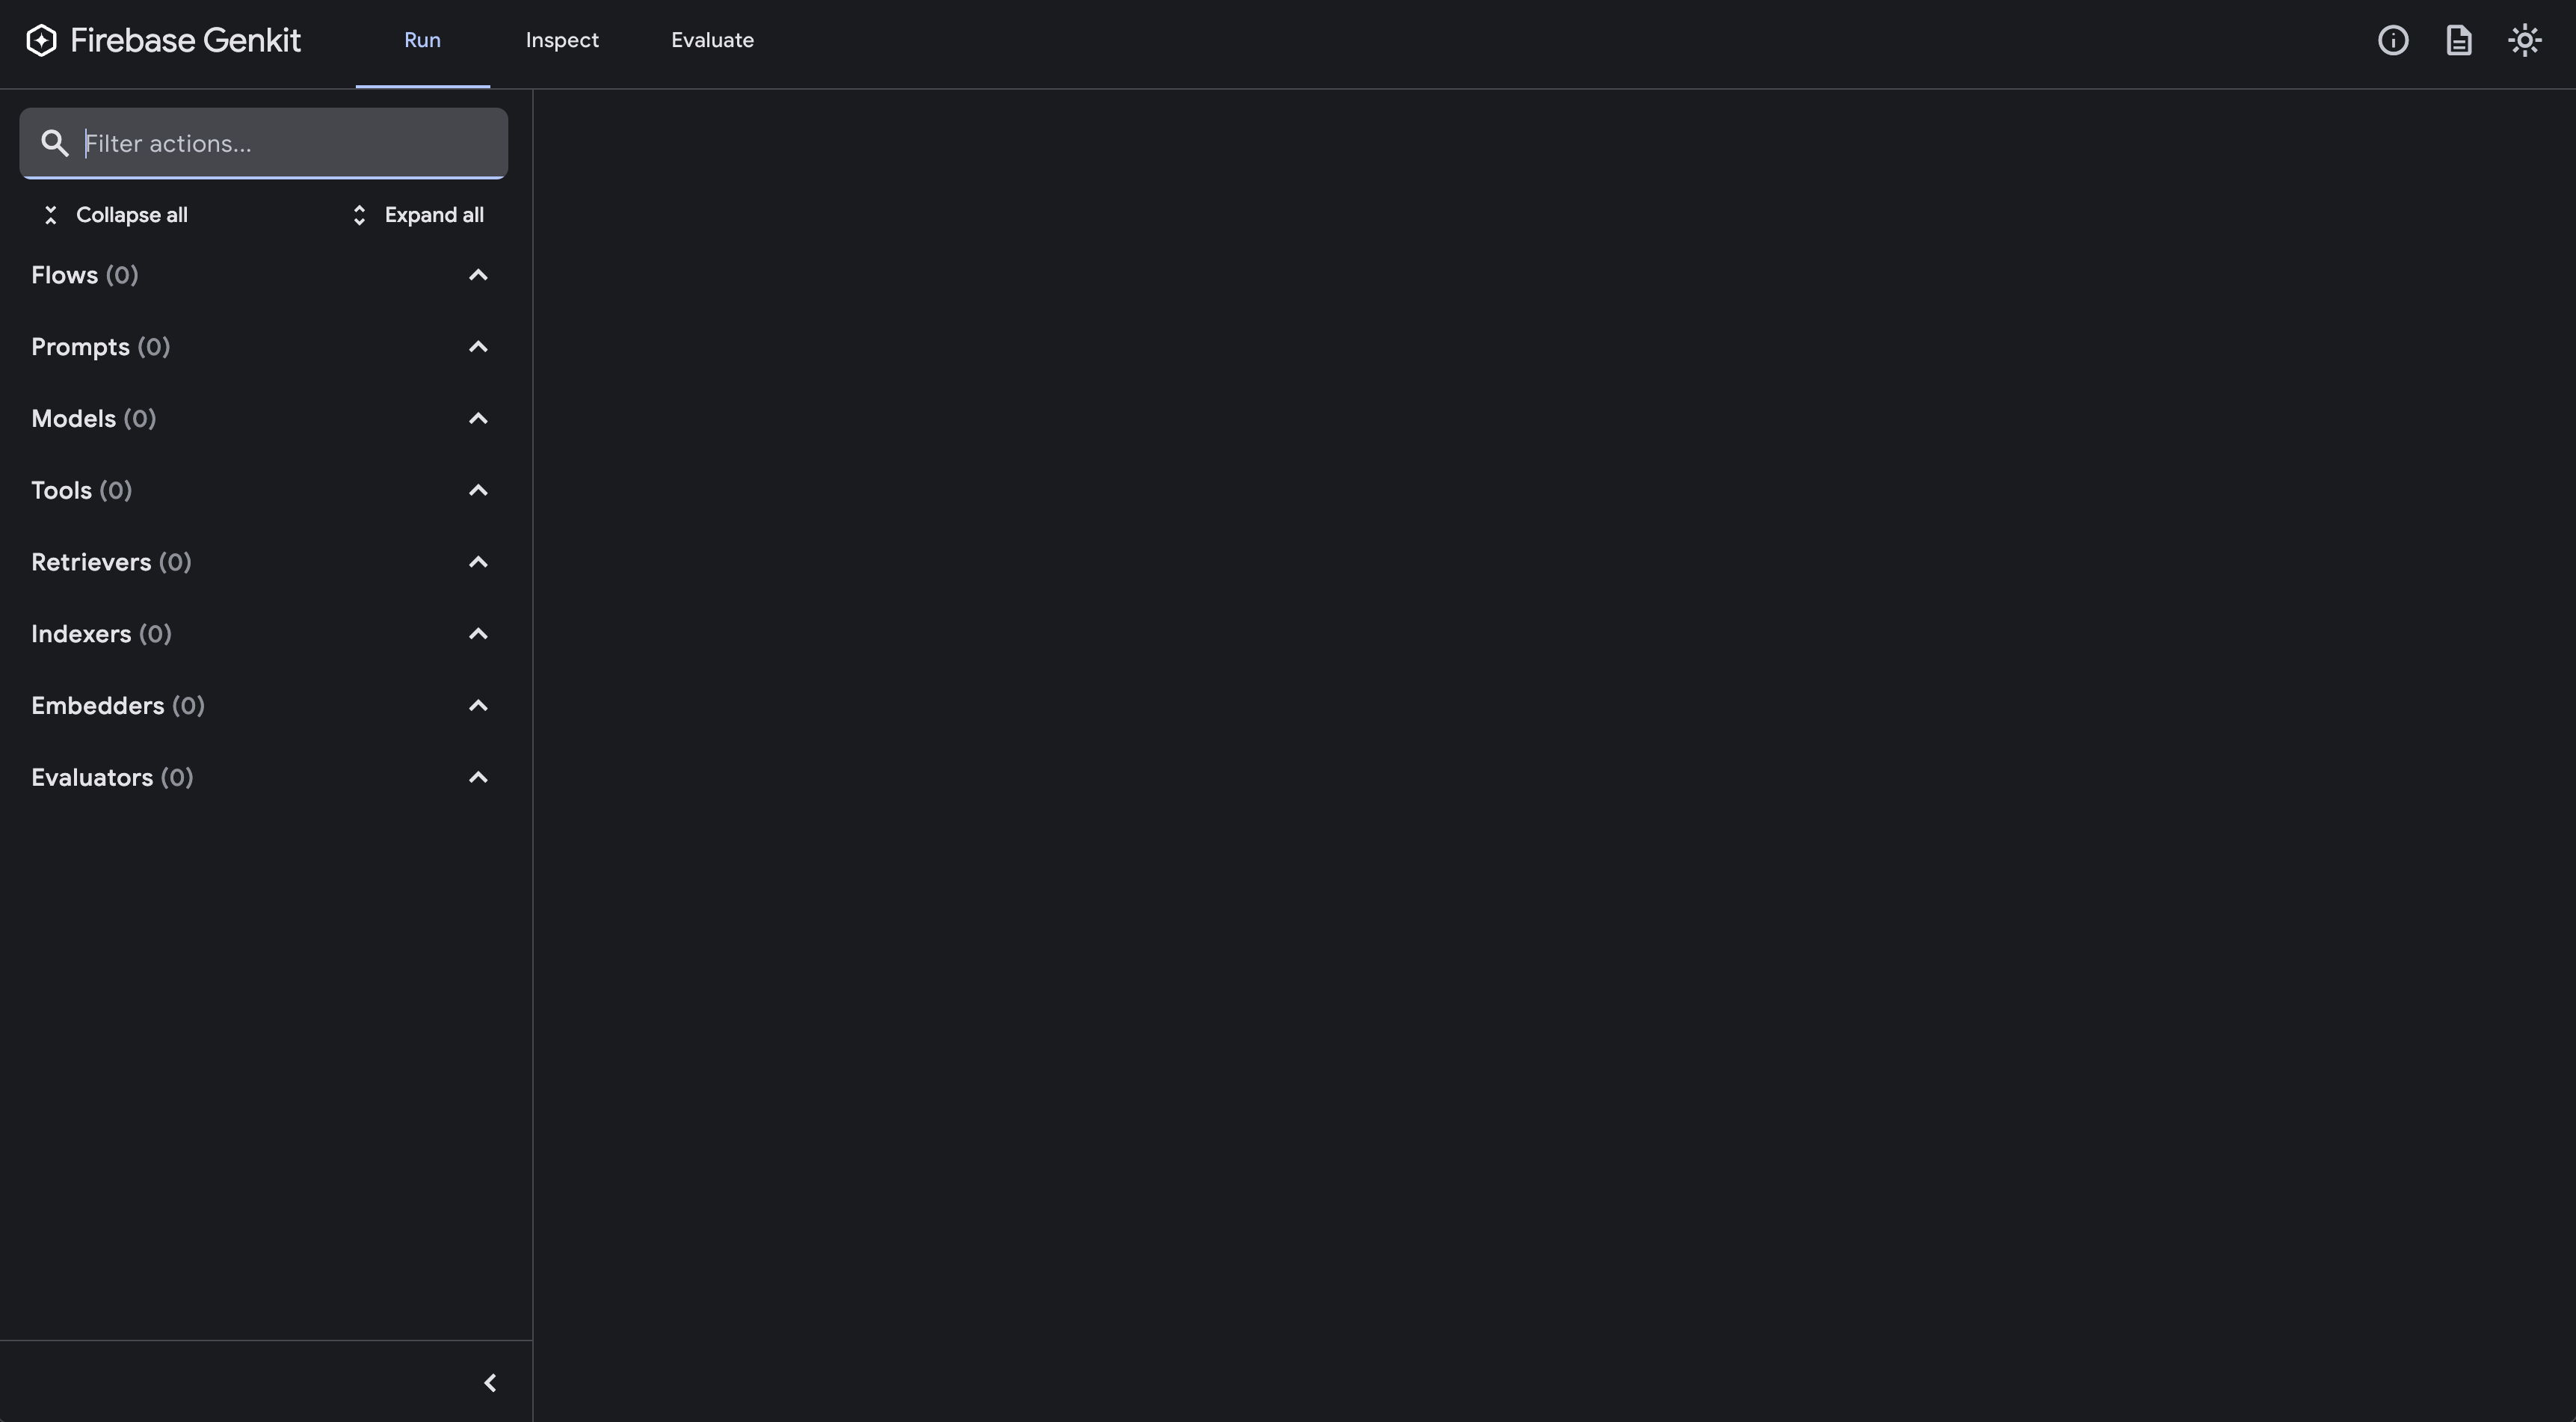 Firebase Genkit Run Inspect Evaluate
Filter actions...
Collapse all Expand all
Flows (0)
Prompts (0)
Models (0)
Tools (0)
Retrievers (0)
Indexers (0)
Embedders (0)
Evaluators (0)